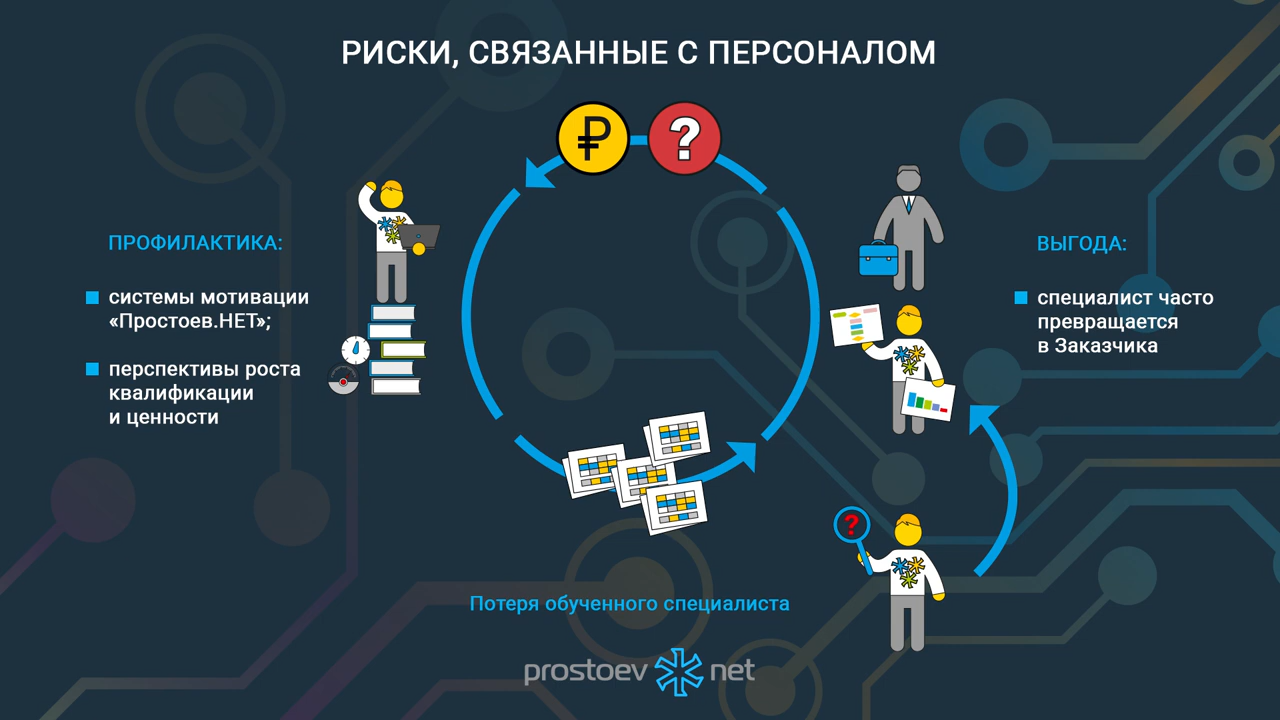 РИСКИ, СВЯЗАННЫЕ С ПЕРСОНАЛОМ
₽ ?
ПРОФИЛАКТИКА:
системы мотивации
«Простоев.НЕТ»;
перспективы роста
квалификации
и ценности
ВЫГОДА:
специалист часто
превращается
в Заказчика
?
Потеря обученного специалиста
prostoev net